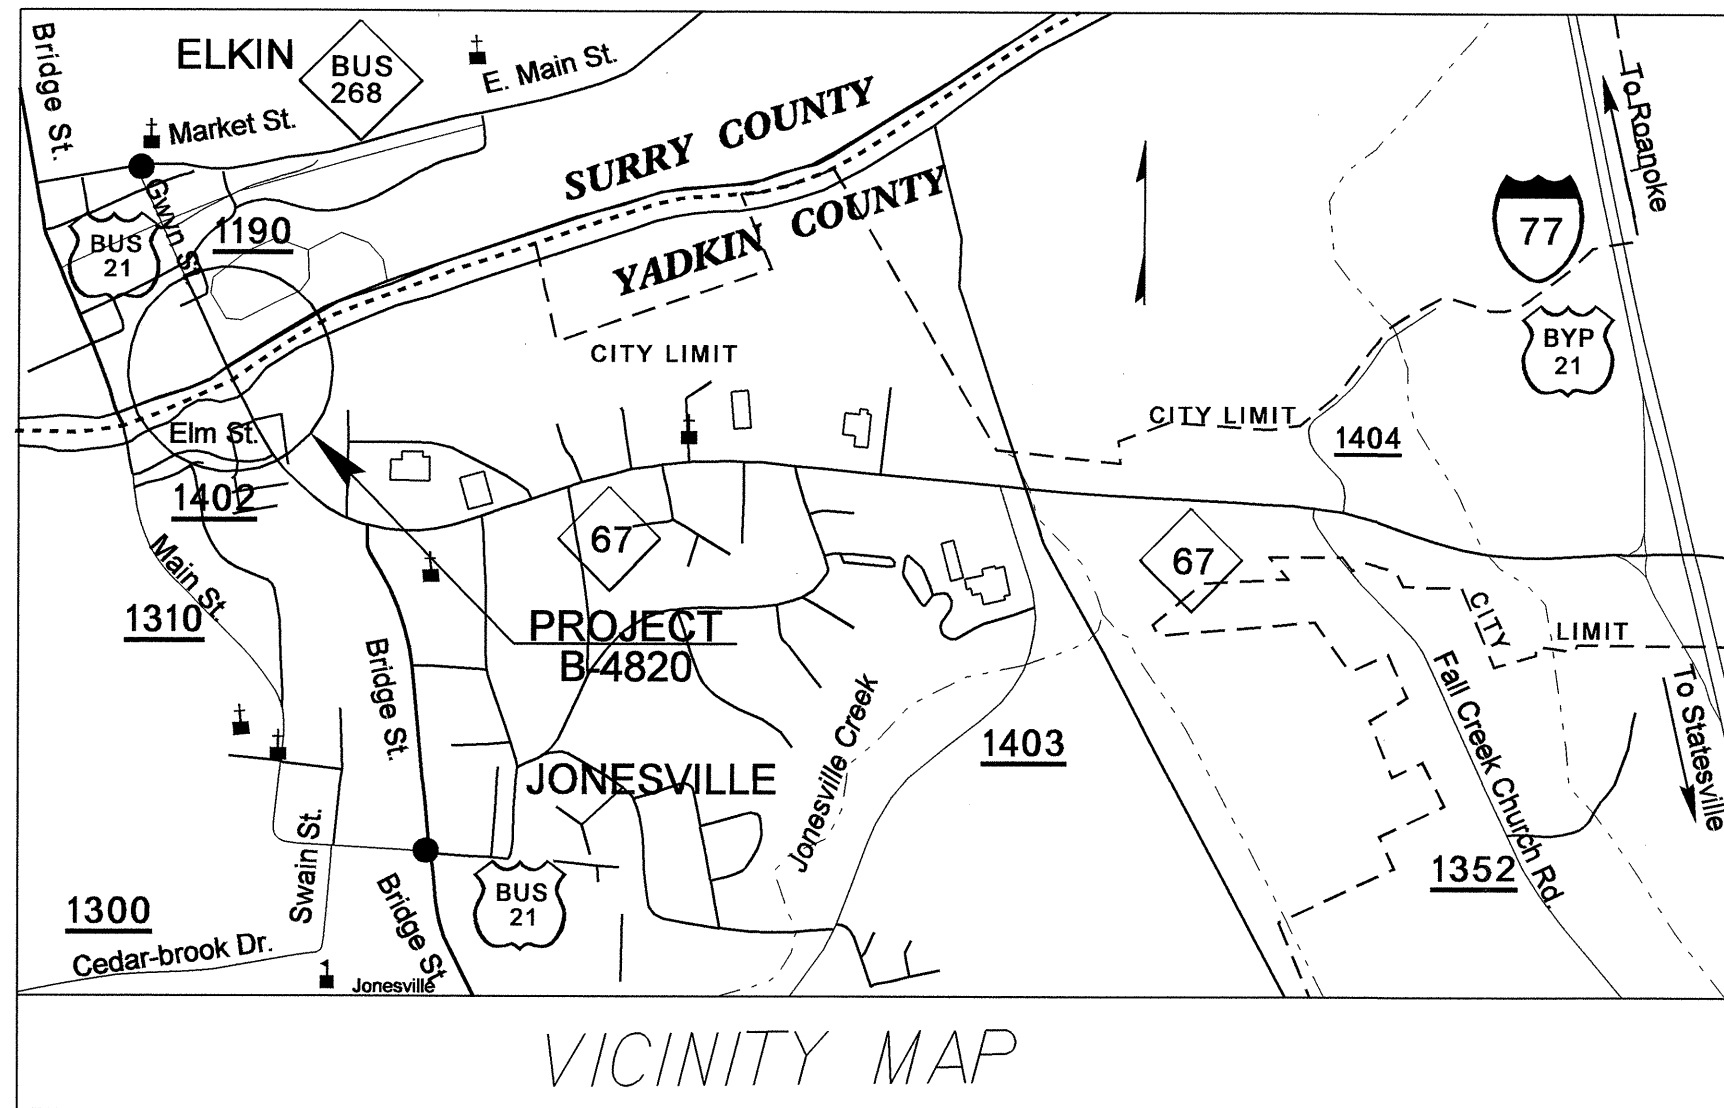 Bridge St.
ELKIN
BUS
268
E. Main St.
Market St.
SURRY COUNTY
YADKIN COUNTY
To Roanoke
Gwyn St.
1190
BUS
21
77
BYP
21
CITY LIMIT
CITY LIMIT
1404
Elm St.
1402
67
67
Main St.
1310
PROJECT
B-4820
Bridge St.
CITY LIMIT
Fall Creek Church Rd.
To Statesville
Jonesville Creek
1403
JONESVILLE
Swain St.
1352
1300
Bridge St
BUS
21
Cedar-brook Dr.
Jonesville
VICINITY MAP